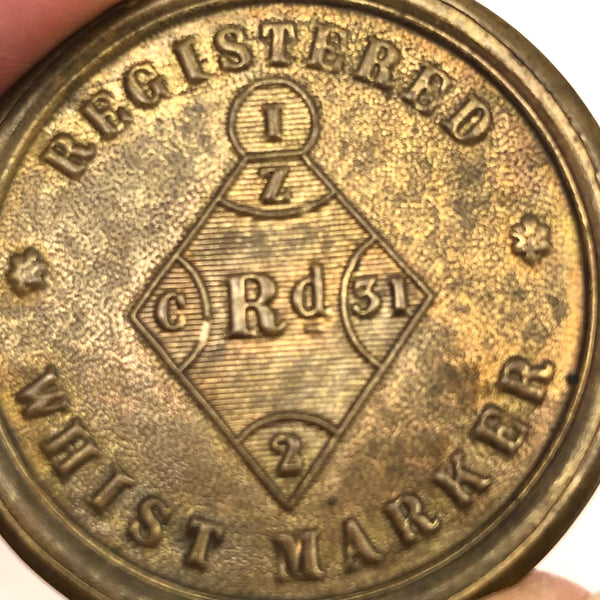 REGISTERED
I
Z
C Rd 31
2
WHIST MARKER